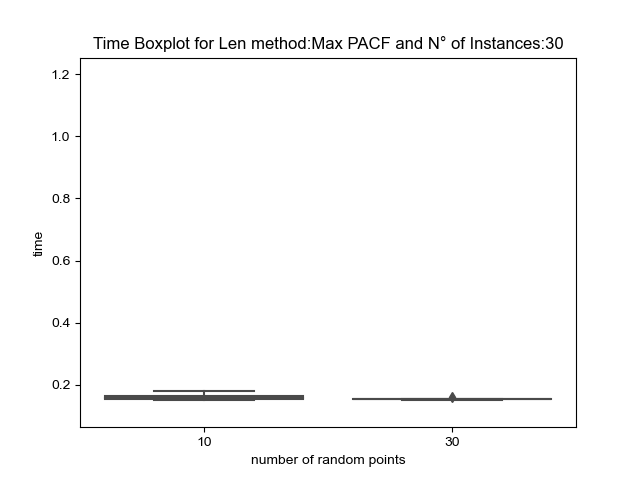 Time Boxplot for Len method:Max PACF and N° of Instances:30
1.2
1.0
0.8
0.6
0.4
0.2
time
10
30
number of random points